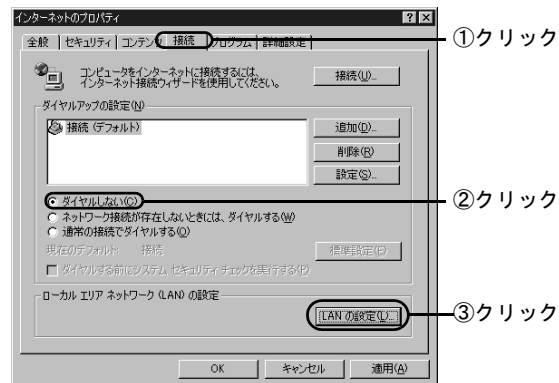 インターネットのプロパティ
全般 セキュリティ コンテンツ 接続 プログラム 詳細設定
①クリック
コンピュータをインターネットに接続するには、
インターネット接続ウィザードを使用してください。
接続(U)...
ダイヤルアップの設定(N)
接続 (デフォルト)
追加(D)...
削除(R)
設定(S)...
ダイヤルしない(C)
②クリック
ネットワーク接続が存在しないときには、ダイヤルする(W)
通常の接続でダイヤルする(O)
現在のデフォルト: 接続
標準設定(E)
ダイヤルする前にシステム セキュリティ チェックを実行する(P)
ローカル エリア ネットワーク (LAN) の設定
LAN の設定(L)...
③クリック
OK キャンセル 適用(A)